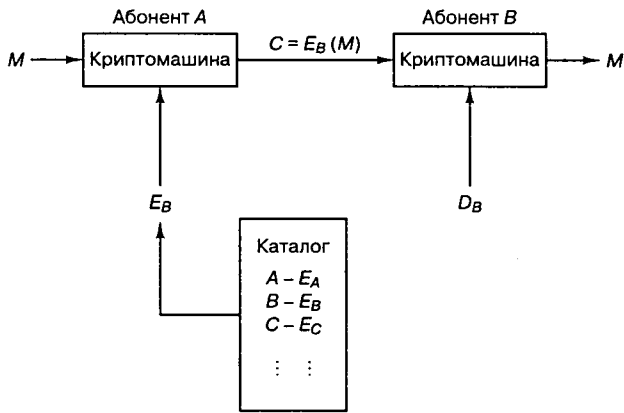 Абонент A
Абонент B
M
Криптомашина
C = E_B (M)
Криптомашина
M
E_B
D_B
Каталог
A – E_A
B – E_B
C – E_C
⋮ ⋮